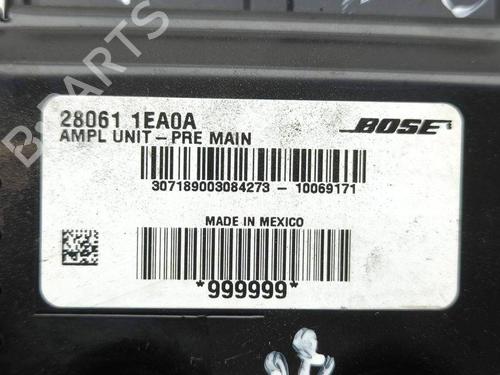 28061 1EA0A
BOSE
AMPL UNIT - PRE MAIN
307189003084273 - 10069171
MADE IN MEXICO
*999999*
B-PARTS